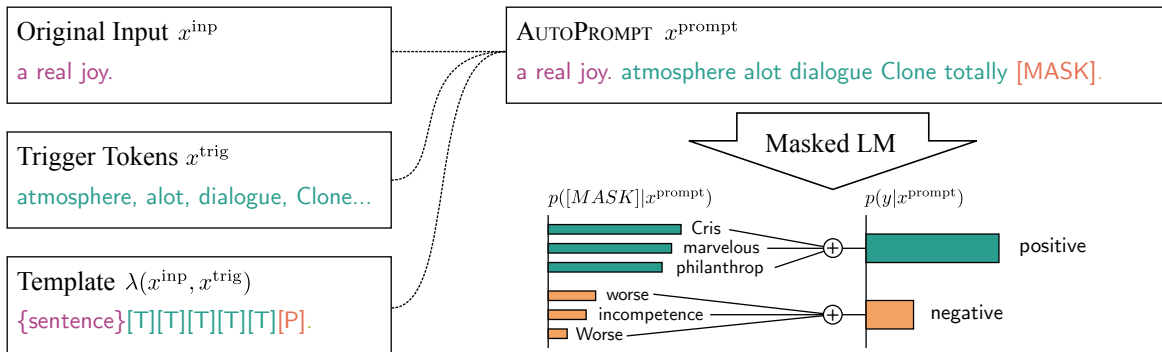 Original Input x^inp
a real joy.
Trigger Tokens x^trig
atmosphere, alot, dialogue, Clone...
Template λ(x^inp, x^trig)
{sentence}[T][T][T][T][T][P].
AUTOPROMPT x^prompt
a real joy. atmosphere alot dialogue Clone totally [MASK].
Masked LM
p([MASK]|x^prompt)
Cris
marvelous
philanthrop
worse
incompetence
Worse
p(y|x^prompt)
positive
negative